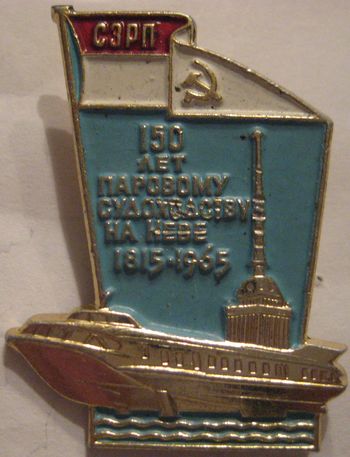 СЗРП
150
ЛЕТ
ПАРОВОМУ
СУДОХОДСТВУ
НА НЕВЕ
1815·1965